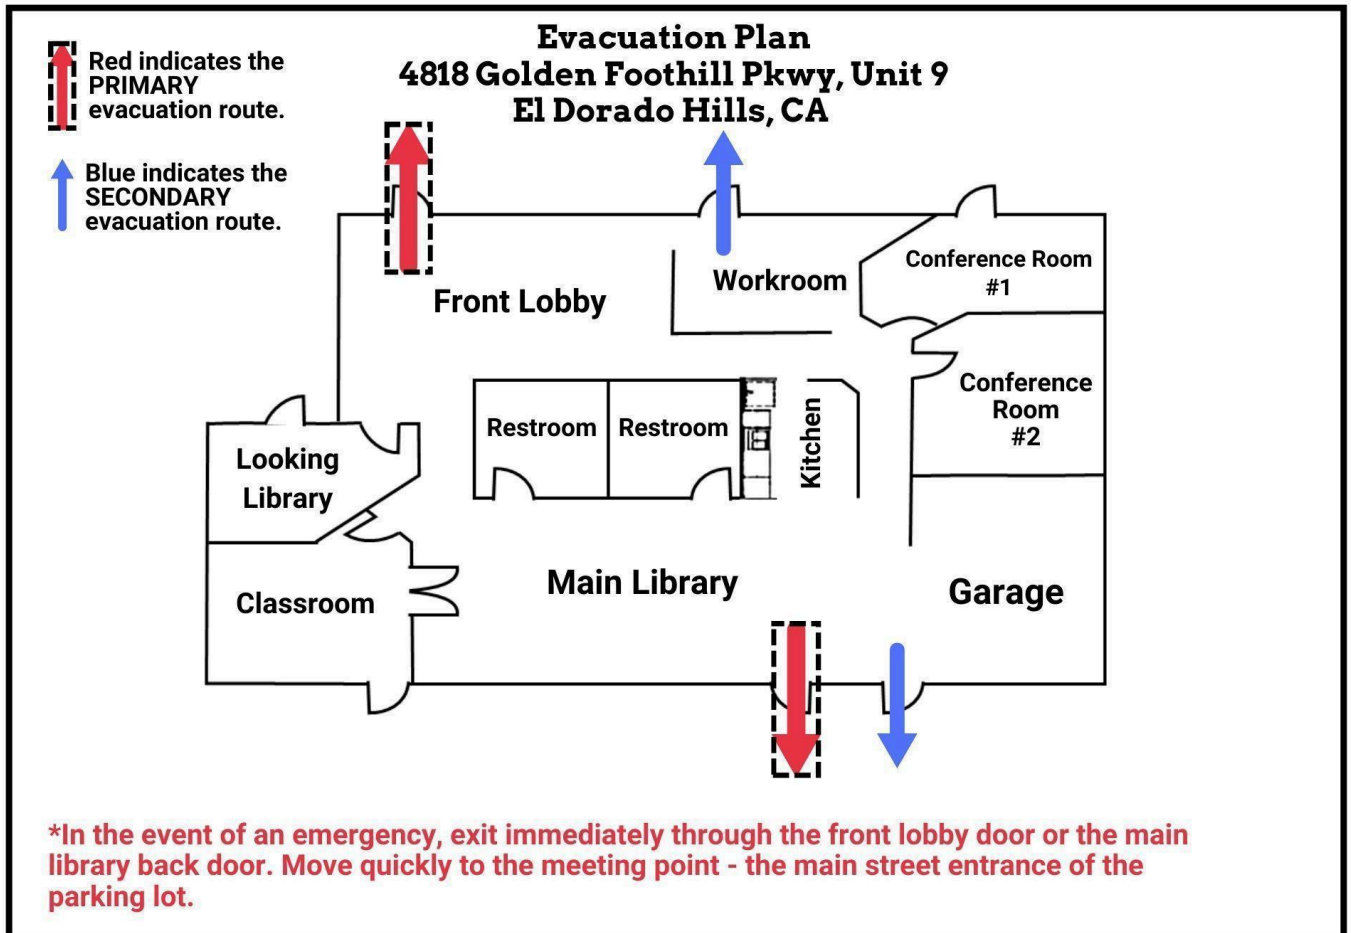 Evacuation Plan
4818 Golden Foothill Pkwy, Unit 9
El Dorado Hills, CA
Red indicates the
PRIMARY
evacuation route.
Blue indicates the
SECONDARY
evacuation route.
Front Lobby
Workroom
Conference Room
#1
Conference
Room
#2
Restroom
Restroom
Kitchen
Looking
Library
Classroom
Main Library
Garage
*In the event of an emergency, exit immediately through the front lobby door or the main
library back door. Move quickly to the meeting point - the main street entrance of the
parking lot.